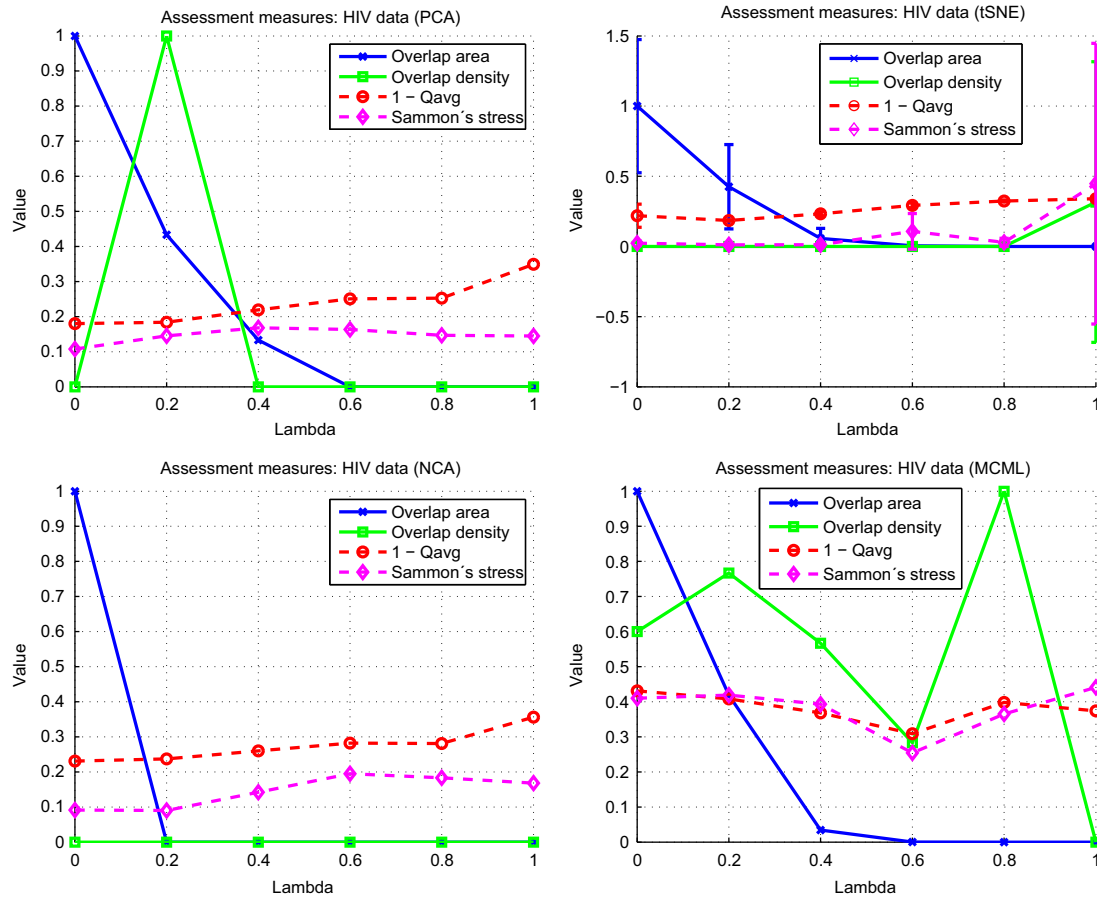 Assessment measures: HIV data (PCA)
1
0.9
0.8
0.7
0.6
0.5
0.4
0.3
0.2
0.1
0
Value
Overlap area
Overlap density
1 − Qavg
Sammon´s stress
0 0.2 0.4 0.6 0.8 1
Lambda
Assessment measures: HIV data (tSNE)
1.5
1
0.5
0
−0.5
−1
Value
Overlap area
Overlap density
1 − Qavg
Sammon´s stress
0 0.2 0.4 0.6 0.8 1
Lambda
Assessment measures: HIV data (NCA)
1
0.9
0.8
0.7
0.6
0.5
0.4
0.3
0.2
0.1
0
Value
Overlap area
Overlap density
1 − Qavg
Sammon´s stress
0 0.2 0.4 0.6 0.8 1
Lambda
Assessment measures: HIV data (MCML)
1
0.9
0.8
0.7
0.6
0.5
0.4
0.3
0.2
0.1
0
Value
Overlap area
Overlap density
1 − Qavg
Sammon´s stress
0 0.2 0.4 0.6 0.8 1
Lambda